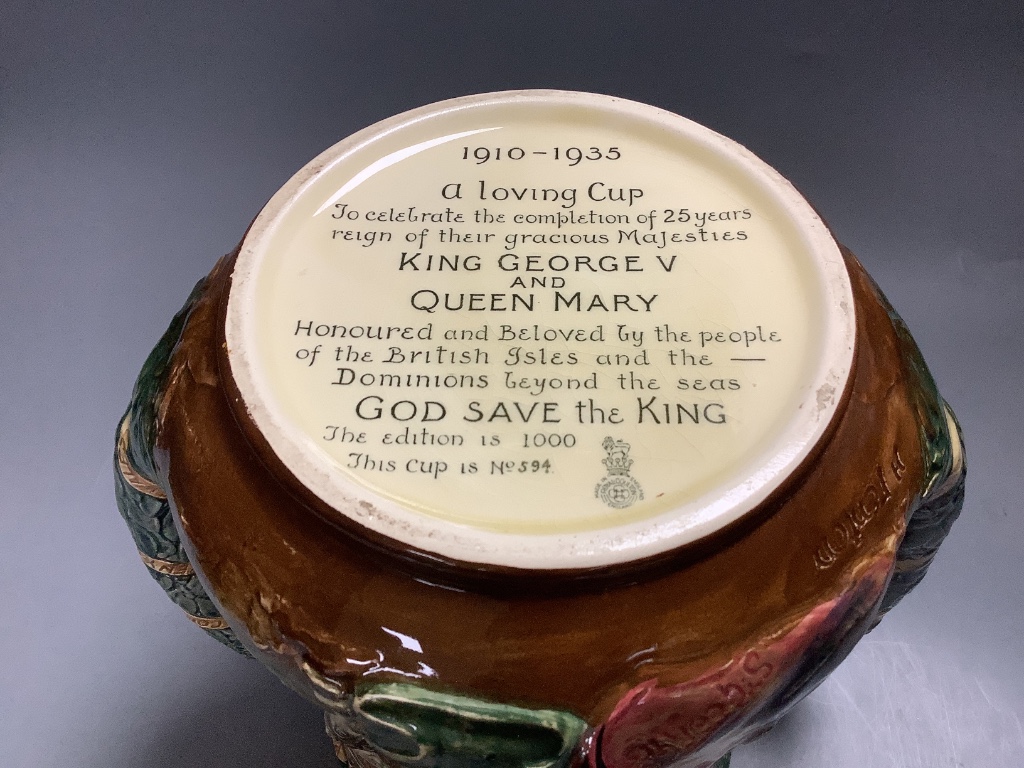 1910-1935
a loving Cup
To celebrate the completion of 25 years
reign of their gracious Majesties
KING GEORGE V
AND
QUEEN MARY
Honoured and Beloved by the people
of the British Isles and the —
Dominions beyond the seas
GOD SAVE the KING
The edition is 1000
This Cup is No 594.